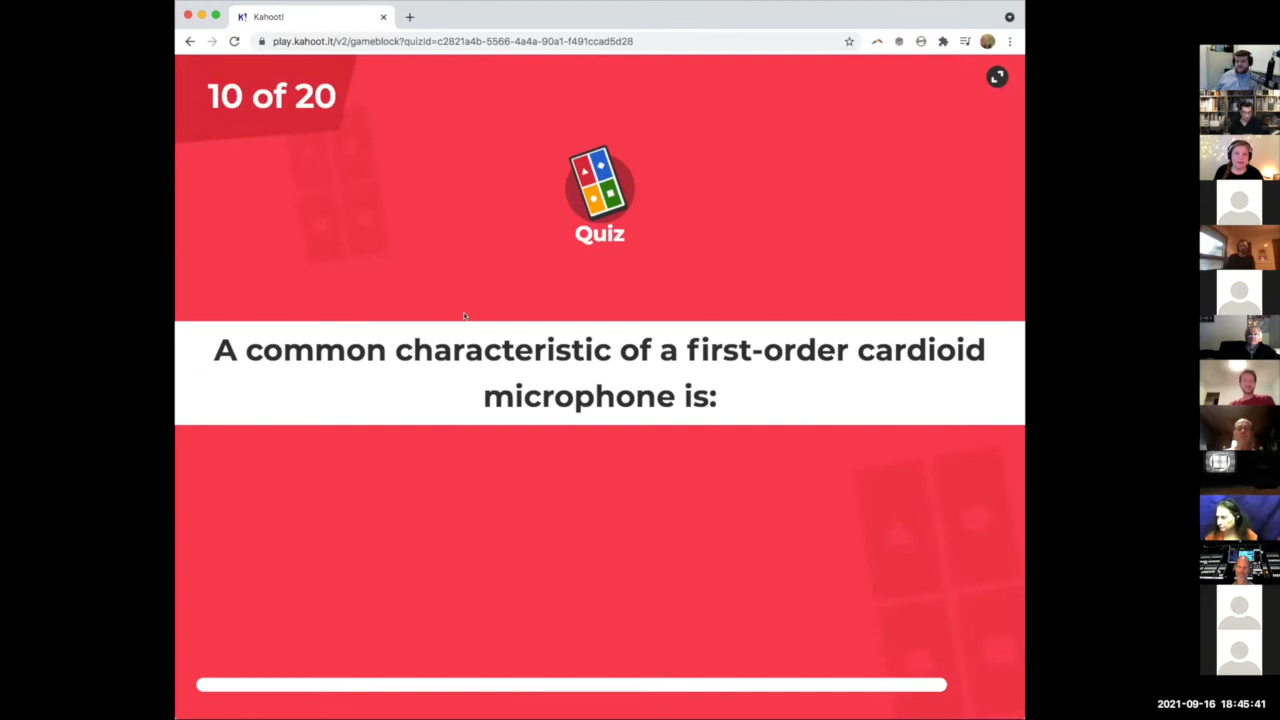 Kahoot!
play.kahoot.it/v2/gameblock?quizId=c2821a4b-5566-4a4a-90a1-f491ccad5d28
10 of 20
Quiz
A common characteristic of a first-order cardioid
microphone is:
2021-09-16 18:45:41